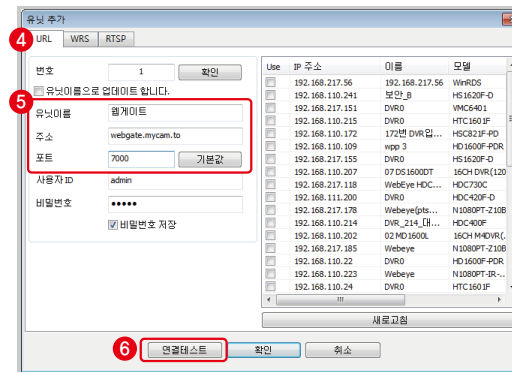 유닛 추가
4
URL WRS RTSP
번호 1 확인
유닛이름으로 업데이트 합니다.
5
유닛이름 웹게이트
주소 webgate.mycam.to
포트 7000 기본값
사용자 ID admin
비밀번호 •••••
비밀번호 저장
Use IP 주소 이름 모델
192.168.217.56 192.168.217.56 WinRDS
192.168.110.241 보안_B HS1620F-D
192.168.217.151 DVR0 VMC6401
192.168.110.215 DVR0 HTC1601F
192.168.110.172 172번 DVR입... HSC821F-PD
192.168.110.109 wpp 3 HD1600F-PDR
192.168.217.155 DVR0 HS1620F-D
192.168.110.207 07 DS1600DT 16CH DVR(120
192.168.217.118 WebEye HDC... HDC730C
192.168.111.200 DVR0 HDC420F-D
192.168.217.178 Webeye(pts... N1080PT-Z10B
192.168.110.214 DVR_214_대... HDC400F
192.168.110.202 02 MD1600L 16CH M4DVR(.
192.168.217.185 Webeye N1080PT-Z10B
192.168.110.22 DVR0 HD1600F-PDR
192.168.110.223 Webeye N1080PT-IR-..
192.168.110.24 DVR0 HTC1601F
새로고침
6
연결테스트 확인 취소